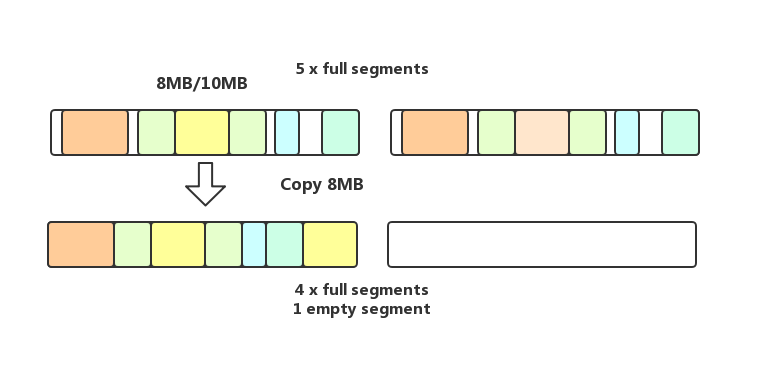 5 x full segments
8MB/10MB
Copy 8MB
4 x full segments
1 empty segment